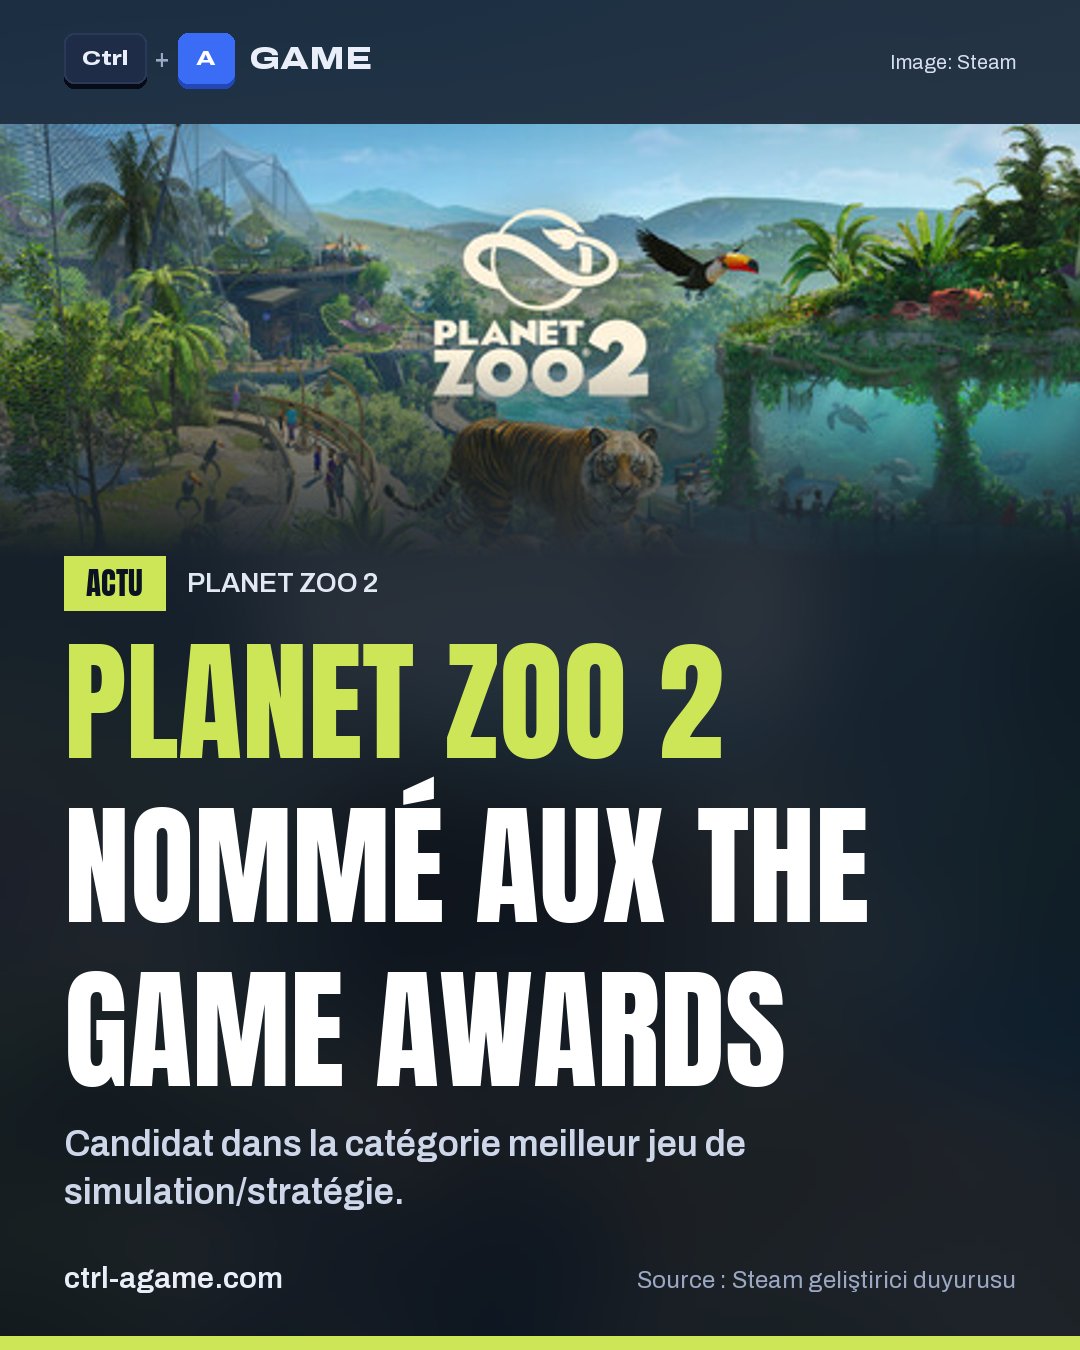 Ctrl + A GAME
Image: Steam
PLANET
ZOO 2
ACTU PLANET ZOO 2
PLANET ZOO 2
NOMMÉ AUX THE
GAME AWARDS
Candidat dans la catégorie meilleur jeu de
simulation/stratégie.
ctrl-agame.com
Source : Steam geliştirici duyurusu